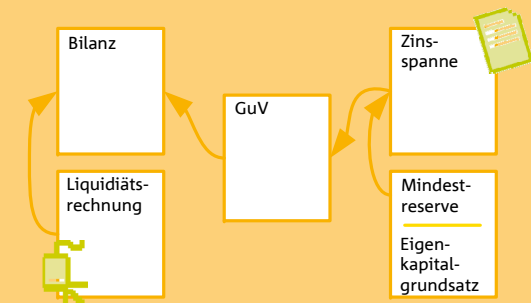 Bilanz
Zins-
spanne
GuV
Liquidiäts-
rechnung
Mindest-
reserve
Eigen-
kapital-
grundsatz